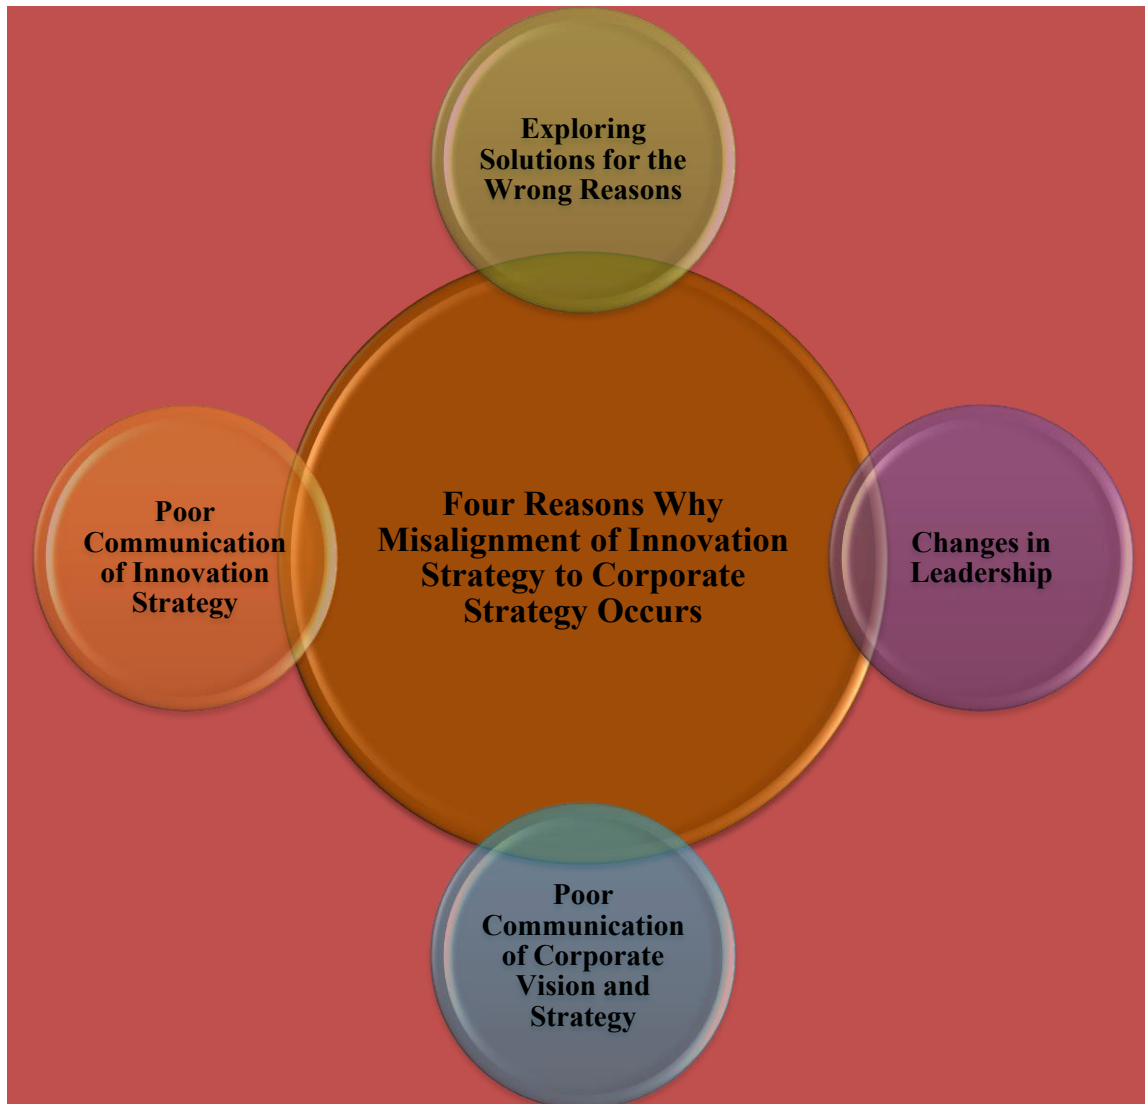 Exploring
Solutions for the
Wrong Reasons
Four Reasons Why
Misalignment of Innovation
Strategy to Corporate
Strategy Occurs
Poor
Communication
of Innovation
Strategy
Changes in
Leadership
Poor
Communication
of Corporate
Vision and
Strategy